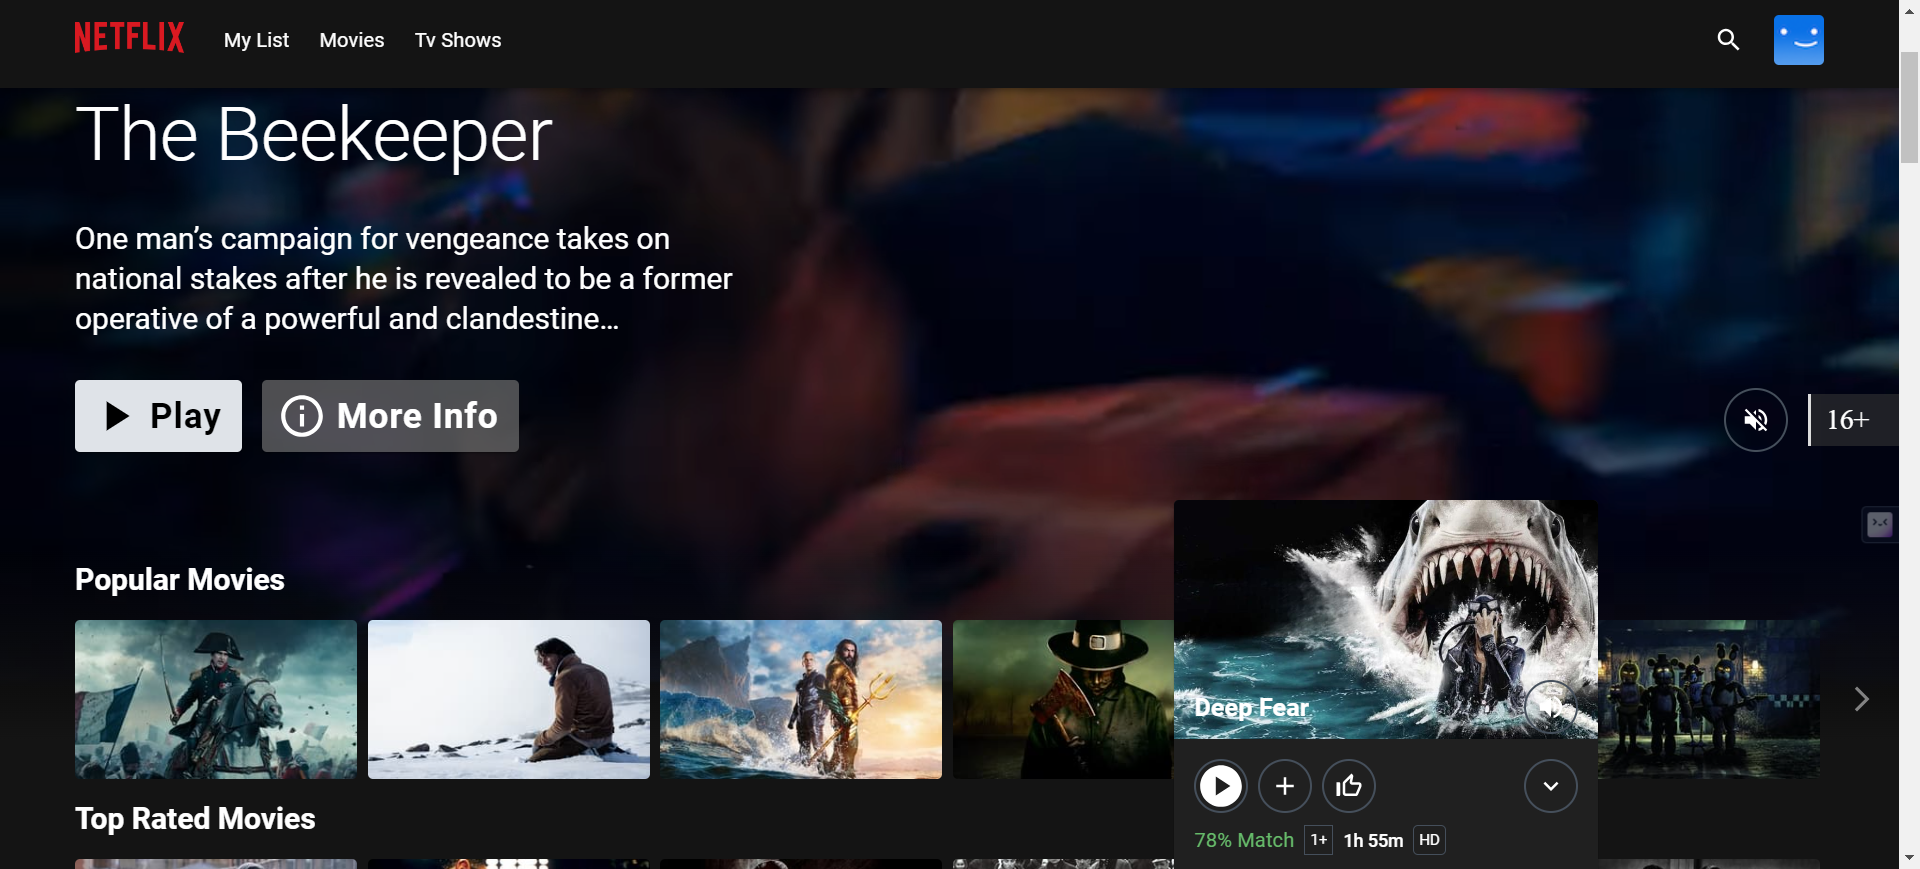 NETFLIX
My List
Movies
Tv Shows
The Beekeeper
One man’s campaign for vengeance takes on
national stakes after he is revealed to be a former
operative of a powerful and clandestine...
Play
More Info
16+
Popular Movies
Deep Fear
78% Match 1+ 1h 55m HD
Top Rated Movies